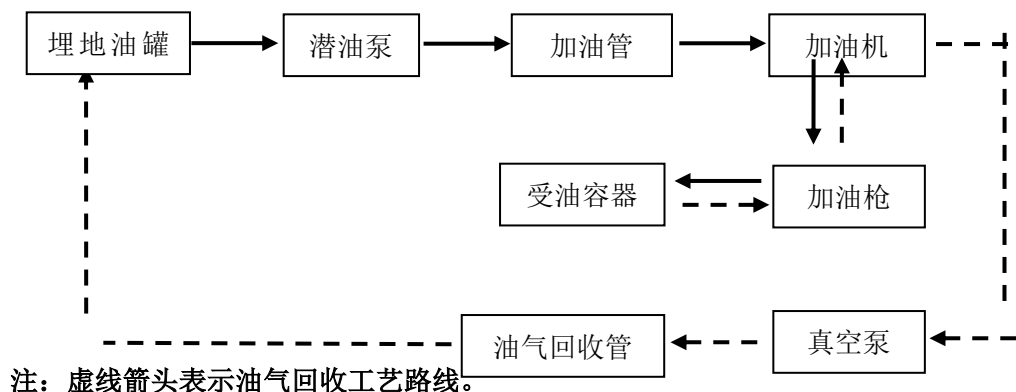 埋地油罐
潜油泵
加油管
加油机
受油容器
加油枪
油气回收管
真空泵
注：虚线箭头表示油气回收工艺路线。